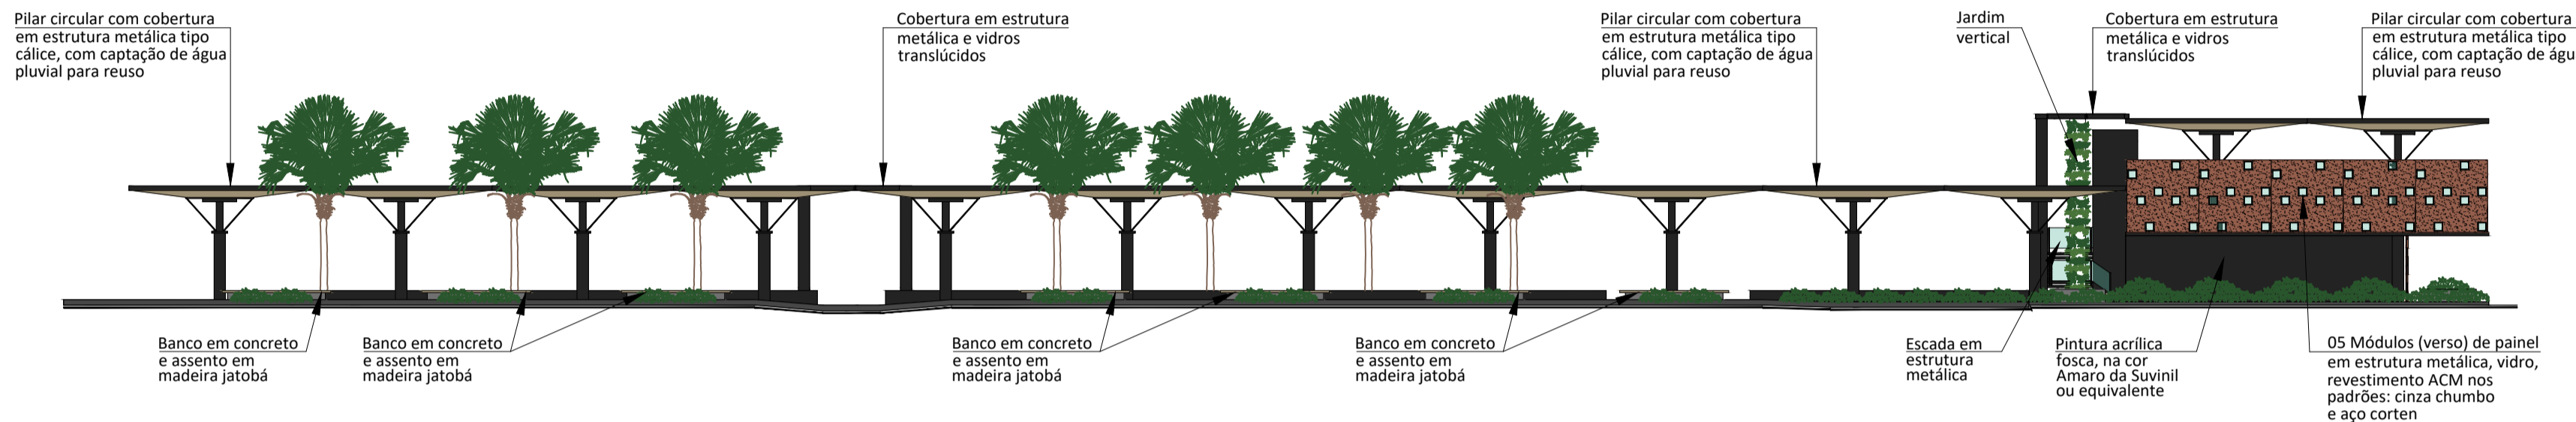 Pilar circular com cobertura
em estrutura metálica tipo
cálice, com captação de água
pluvial para reuso
Cobertura em estrutura
metálica e vidros
translúcidos
Pilar circular com cobertura
em estrutura metálica tipo
cálice, com captação de água
pluvial para reuso
Jardim
vertical
Cobertura em estrutura
metálica e vidros
translúcidos
Pilar circular com cobertura
em estrutura metálica tipo
cálice, com captação de águ
pluvial para reuso
Banco em concreto
e assento em
madeira jatobá
Banco em concreto
e assento em
madeira jatobá
Banco em concreto
e assento em
madeira jatobá
Banco em concreto
e assento em
madeira jatobá
Escada em
estrutura
metálica
Pintura acrílica
fosca, na cor
Amaro da Suvinil
ou equivalente
05 Módulos (verso) de painel
em estrutura metálica, vidro,
revestimento ACM nos
padrões: cinza chumbo
e aço corten